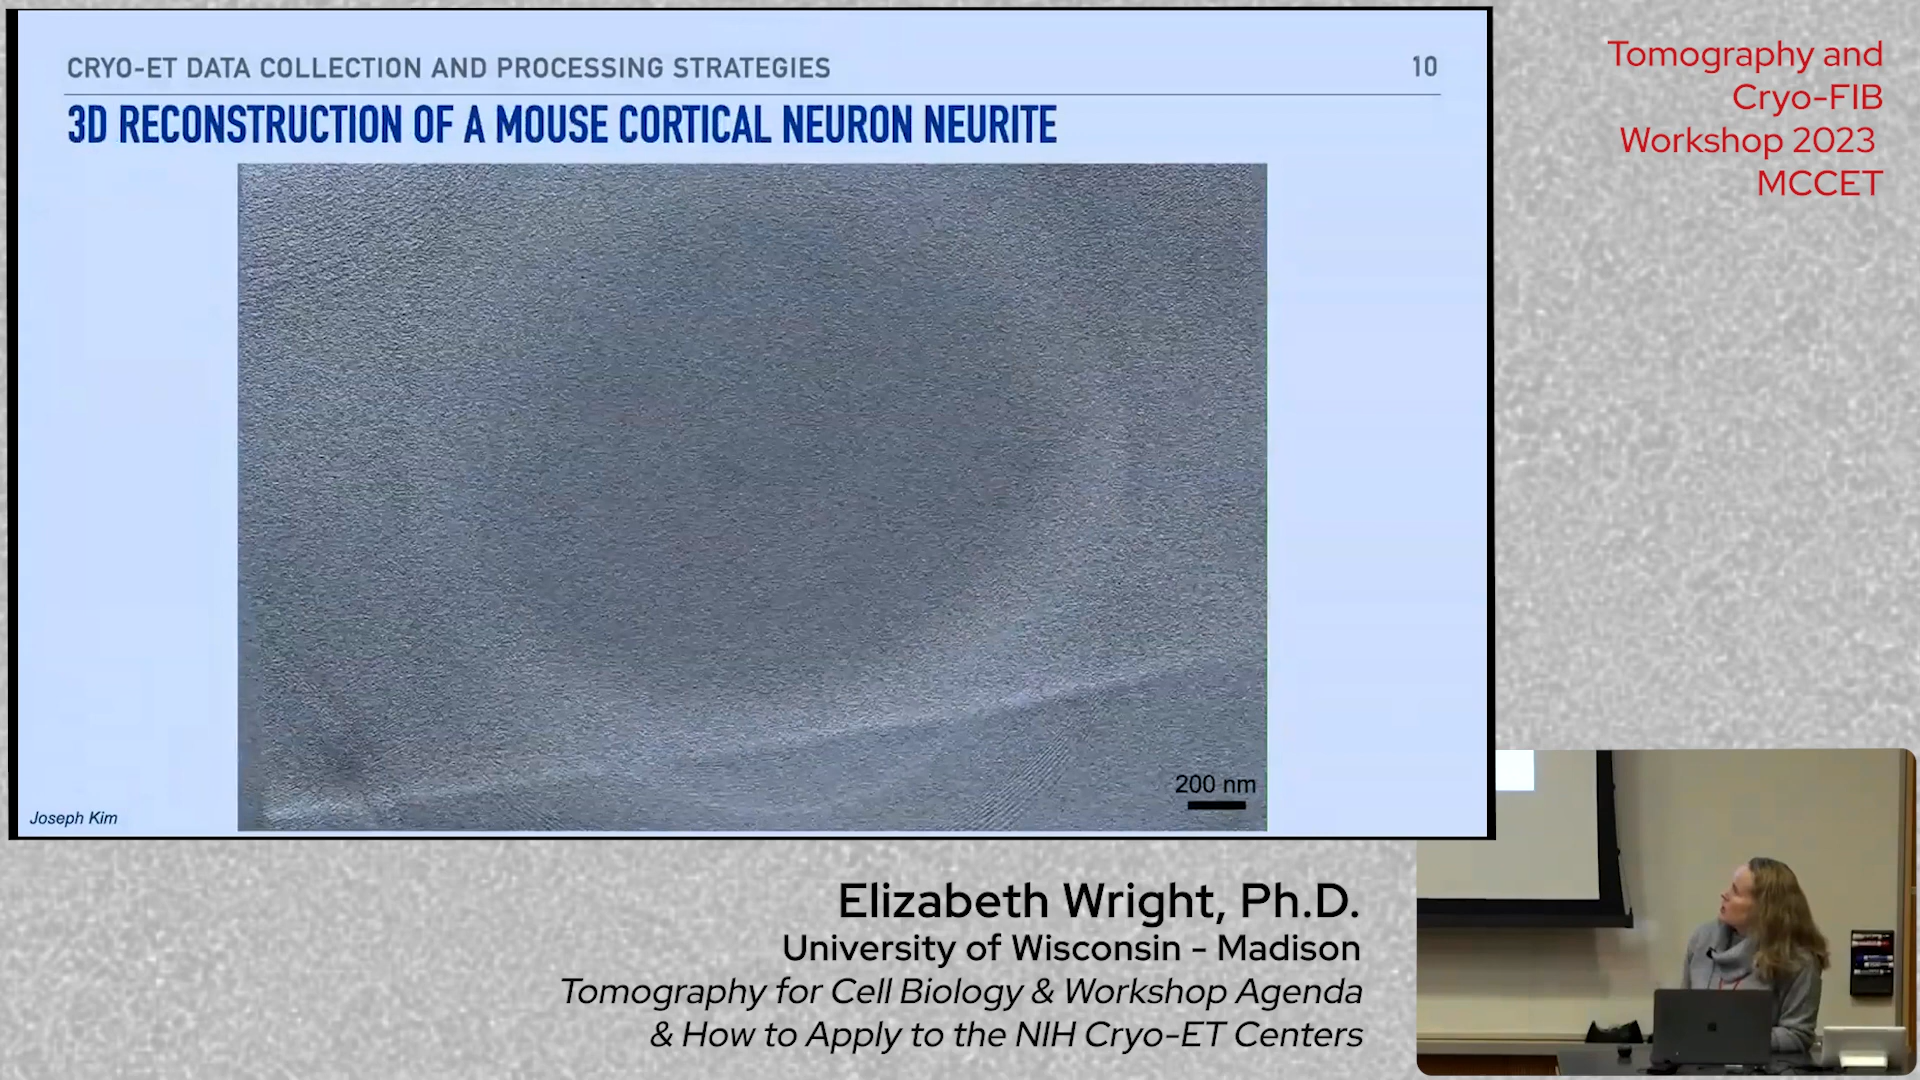 CRYO-ET DATA COLLECTION AND PROCESSING STRATEGIES
10
3D RECONSTRUCTION OF A MOUSE CORTICAL NEURON NEURITE
200 nm
Joseph Kim
Tomography and
Cryo-FIB
Workshop 2023
MCCET
Elizabeth Wright, Ph.D.
University of Wisconsin - Madison
Tomography for Cell Biology & Workshop Agenda
& How to Apply to the NIH Cryo-ET Centers